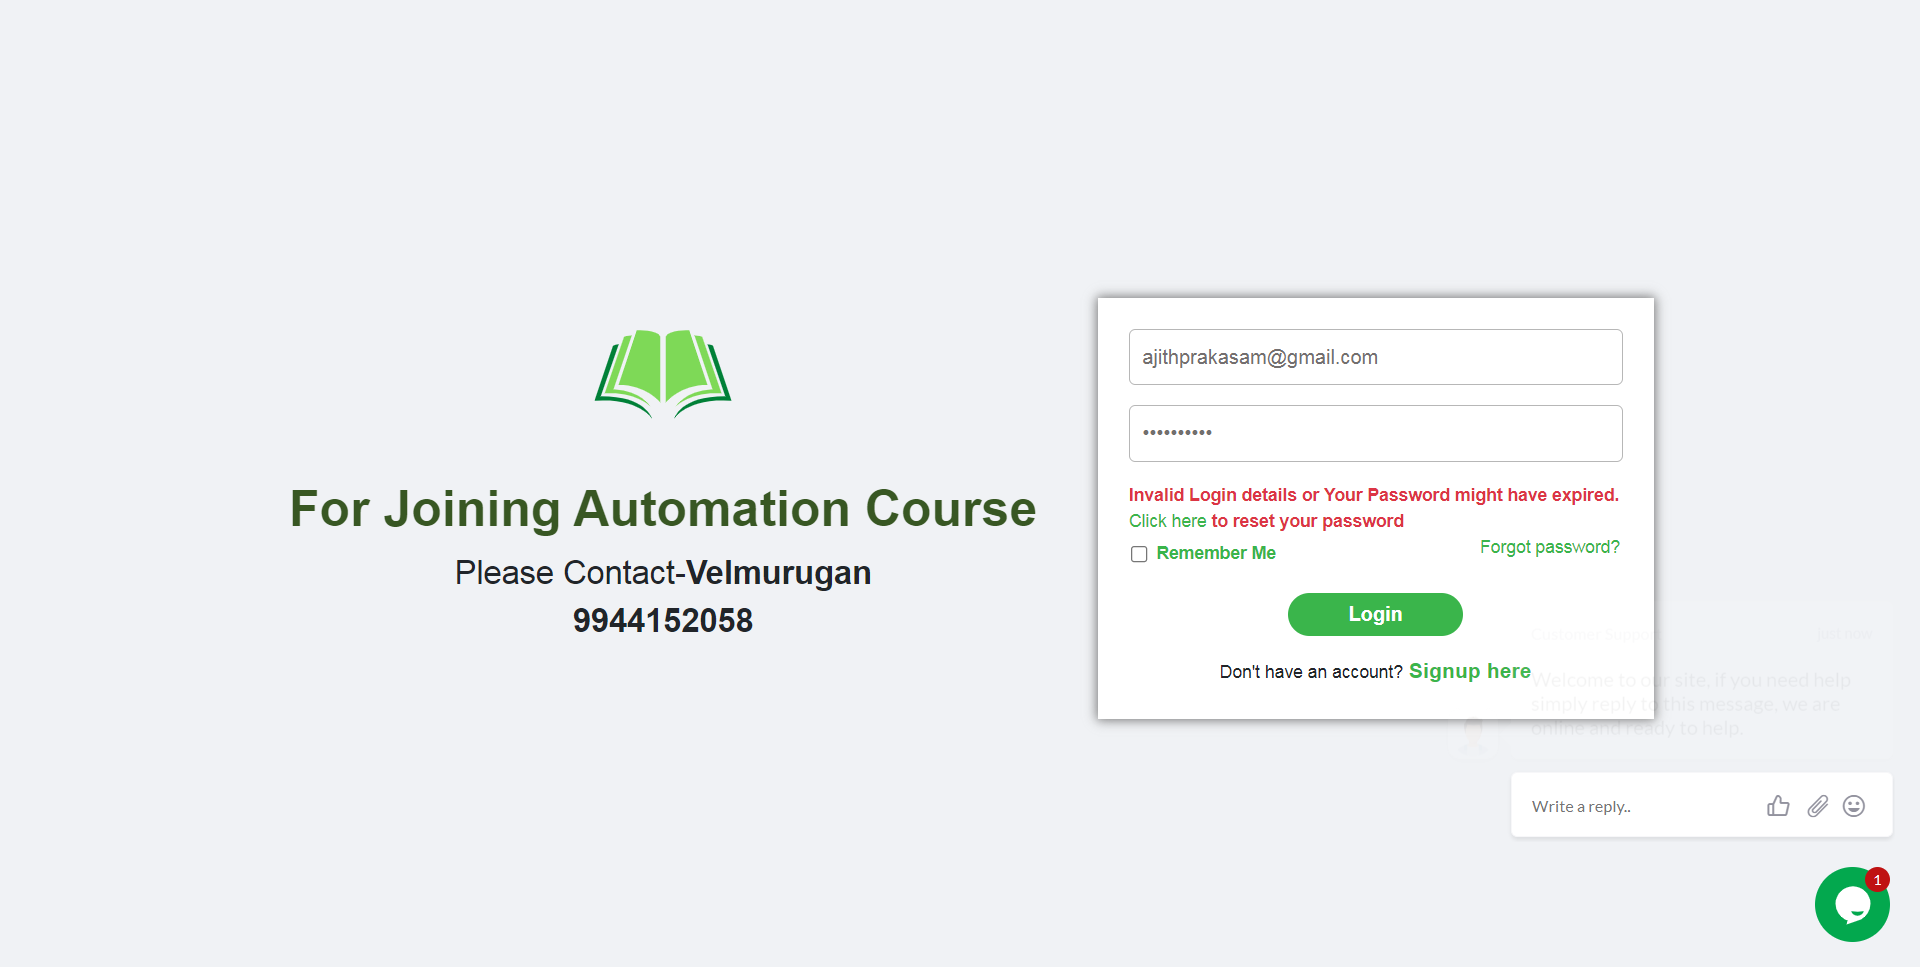 For Joining Automation Course
Please Contact-Velmurugan
9944152058
ajithprakasam@gmail.com
••••••••••
Invalid Login details or Your Password might have expired.
Click here to reset your password
Remember Me
Forgot password?
Login
Don't have an account? Signup here
Customer Support
Just now
Welcome to our site, if you need help
simply reply to this message, we are
online and ready to help.
Write a reply..
1